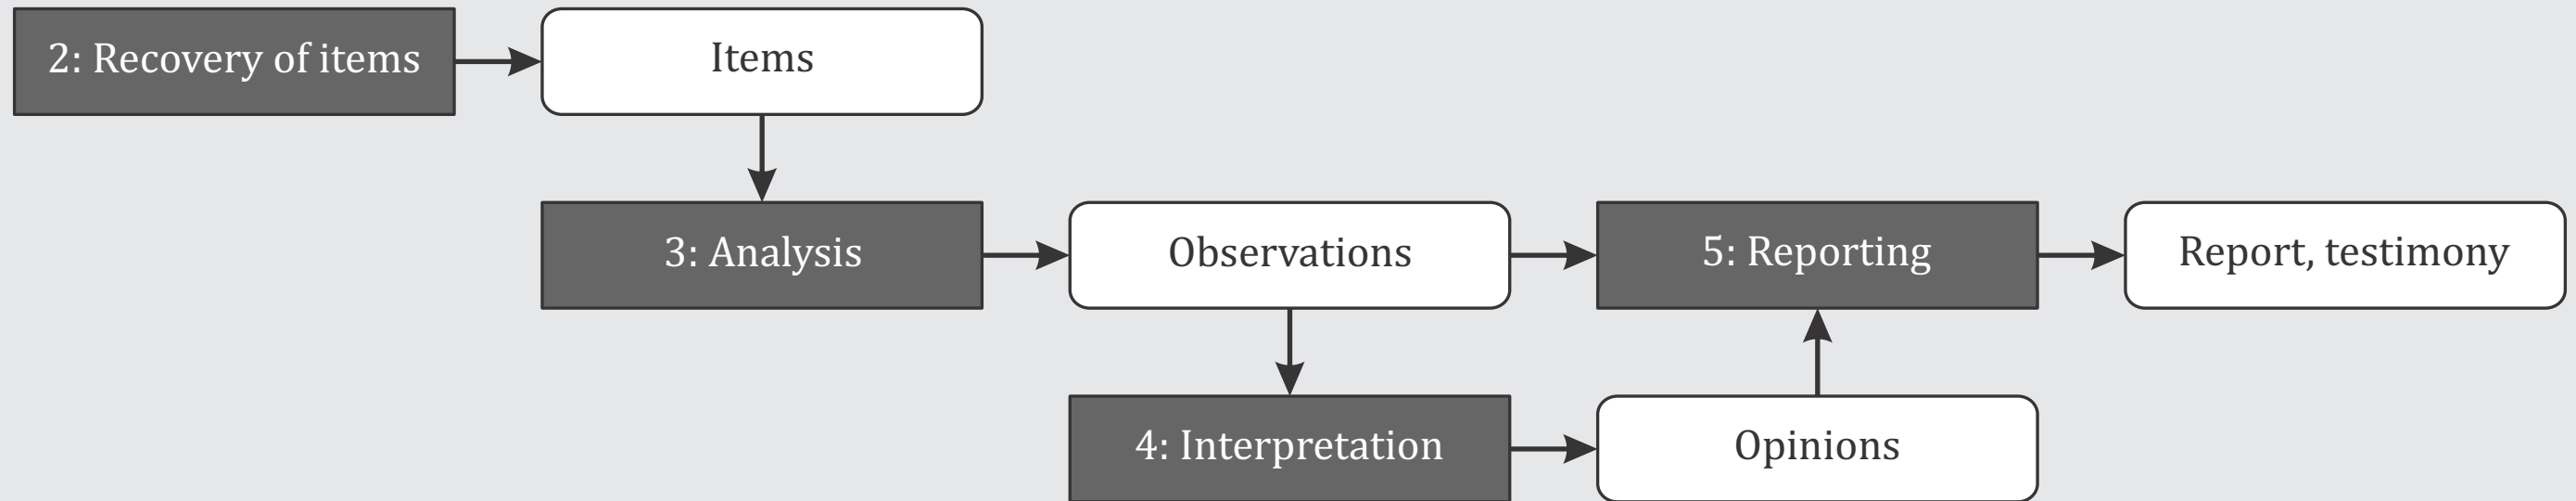 2: Recovery of items
Items
3: Analysis
Observations
5: Reporting
Report, testimony
4: Interpretation
Opinions